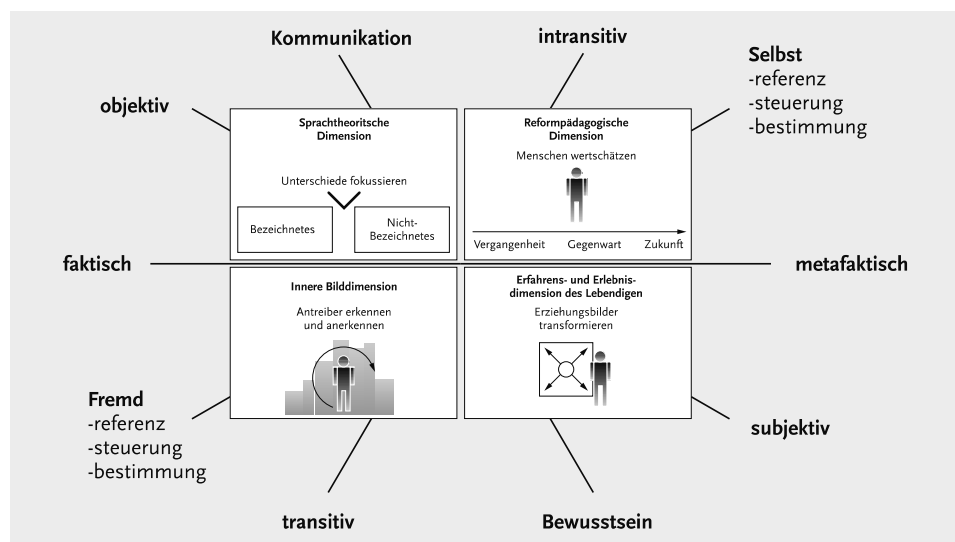 Kommunikation
intransitiv
objektiv
Selbst
-referenz
-steuerung
-bestimmung
Sprachtheoritsche
Dimension
Unterschiede fokussieren
Bezeichnetes
Nicht-
Bezeichnetes
Reformpädagogische
Dimension
Menschen wertschätzen
Vergangenheit Gegenwart Zukunft
faktisch
metafaktisch
Innere Bilddimension
Antreiber erkennen
und anerkennen
Erfahrens- und Erlebnis-
dimension des Lebendigen
Erziehungsbilder
transformieren
Fremd
-referenz
-steuerung
-bestimmung
subjektiv
transitiv
Bewusstsein